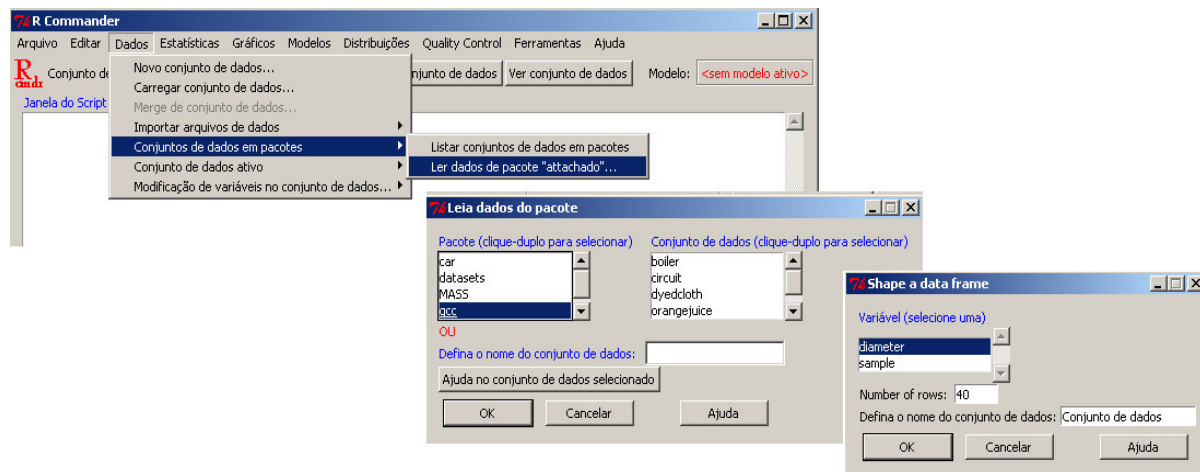 R Commander
Arquivo Editar Dados Estatísticas Gráficos Modelos Distribuições Quality Control Ferramentas Ajuda
R cmdr Conjunto de
njunto de dados Ver conjunto de dados Modelo: <sem modelo ativo>
Janela do Script
Novo conjunto de dados...
Carregar conjunto de dados...
Merge de conjunto de dados...
Importar arquivos de dados
Conjuntos de dados em pacotes
Conjunto de dados ativo
Modificação de variáveis no conjunto de dados...
Listar conjuntos de dados em pacotes
Ler dados de pacote "attachado"...
Leia dados do pacote
Pacote (clique-duplo para selecionar) Conjunto de dados (clique-duplo para selecionar)
car boiler
datasets circuit
MASS dyedcloth
qcc orangejuice
OU
Defina o nome do conjunto de dados:
Ajuda no conjunto de dados selecionado
OK Cancelar Ajuda
Shape a data frame
Variável (selecione uma)
diameter
sample
Number of rows: 40
Defina o nome do conjunto de dados: Conjunto de dados
OK Cancelar Ajuda